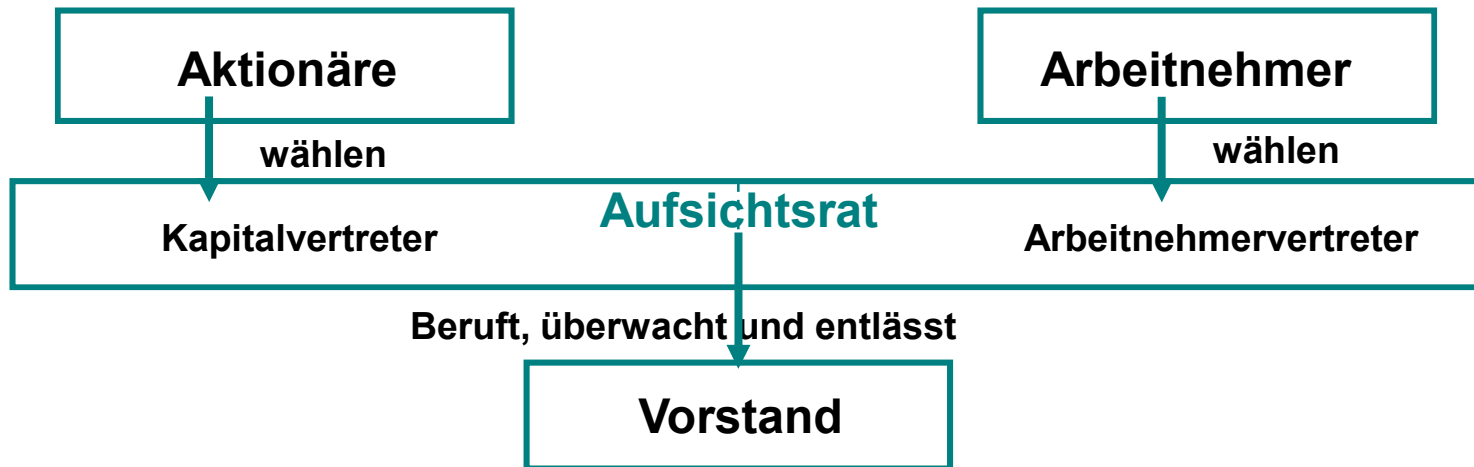 Aktionäre
Arbeitnehmer
wählen
wählen
Aufsichtsrat
Kapitalvertreter
Arbeitnehmervertreter
Beruft, überwacht und entlässt
Vorstand